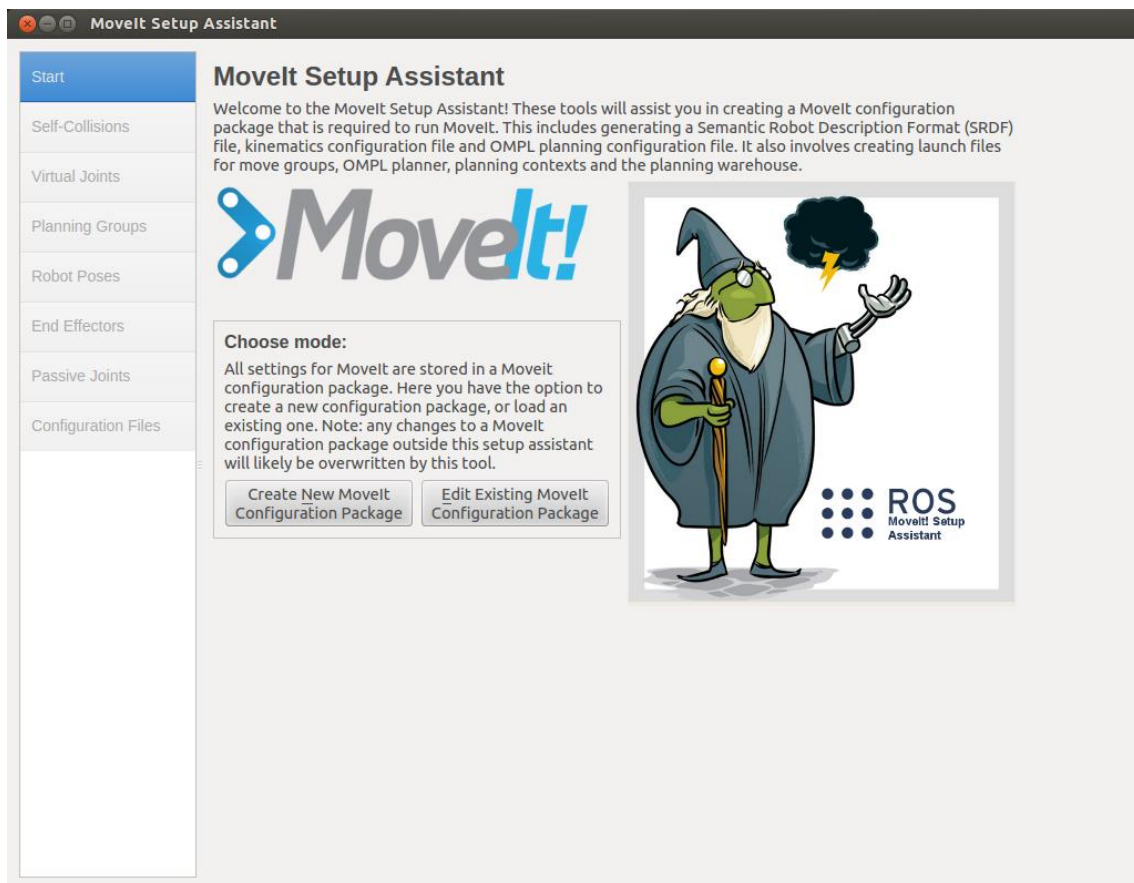 MoveIt Setup Assistant
Start
Self-Collisions
Virtual Joints
Planning Groups
Robot Poses
End Effectors
Passive Joints
Configuration Files
MoveIt Setup Assistant
Welcome to the MoveIt Setup Assistant! These tools will assist you in creating a MoveIt configuration
package that is required to run MoveIt. This includes generating a Semantic Robot Description Format (SRDF)
file, kinematics configuration file and OMPL planning configuration file. It also involves creating launch files
for move groups, OMPL planner, planning contexts and the planning warehouse.
MoveIt!
Choose mode:
All settings for MoveIt are stored in a Moveit
configuration package. Here you have the option to
create a new configuration package, or load an
existing one. Note: any changes to a MoveIt
configuration package outside this setup assistant
will likely be overwritten by this tool.
Create New MoveIt
Configuration Package
Edit Existing MoveIt
Configuration Package
ROS
MoveIt! Setup
Assistant